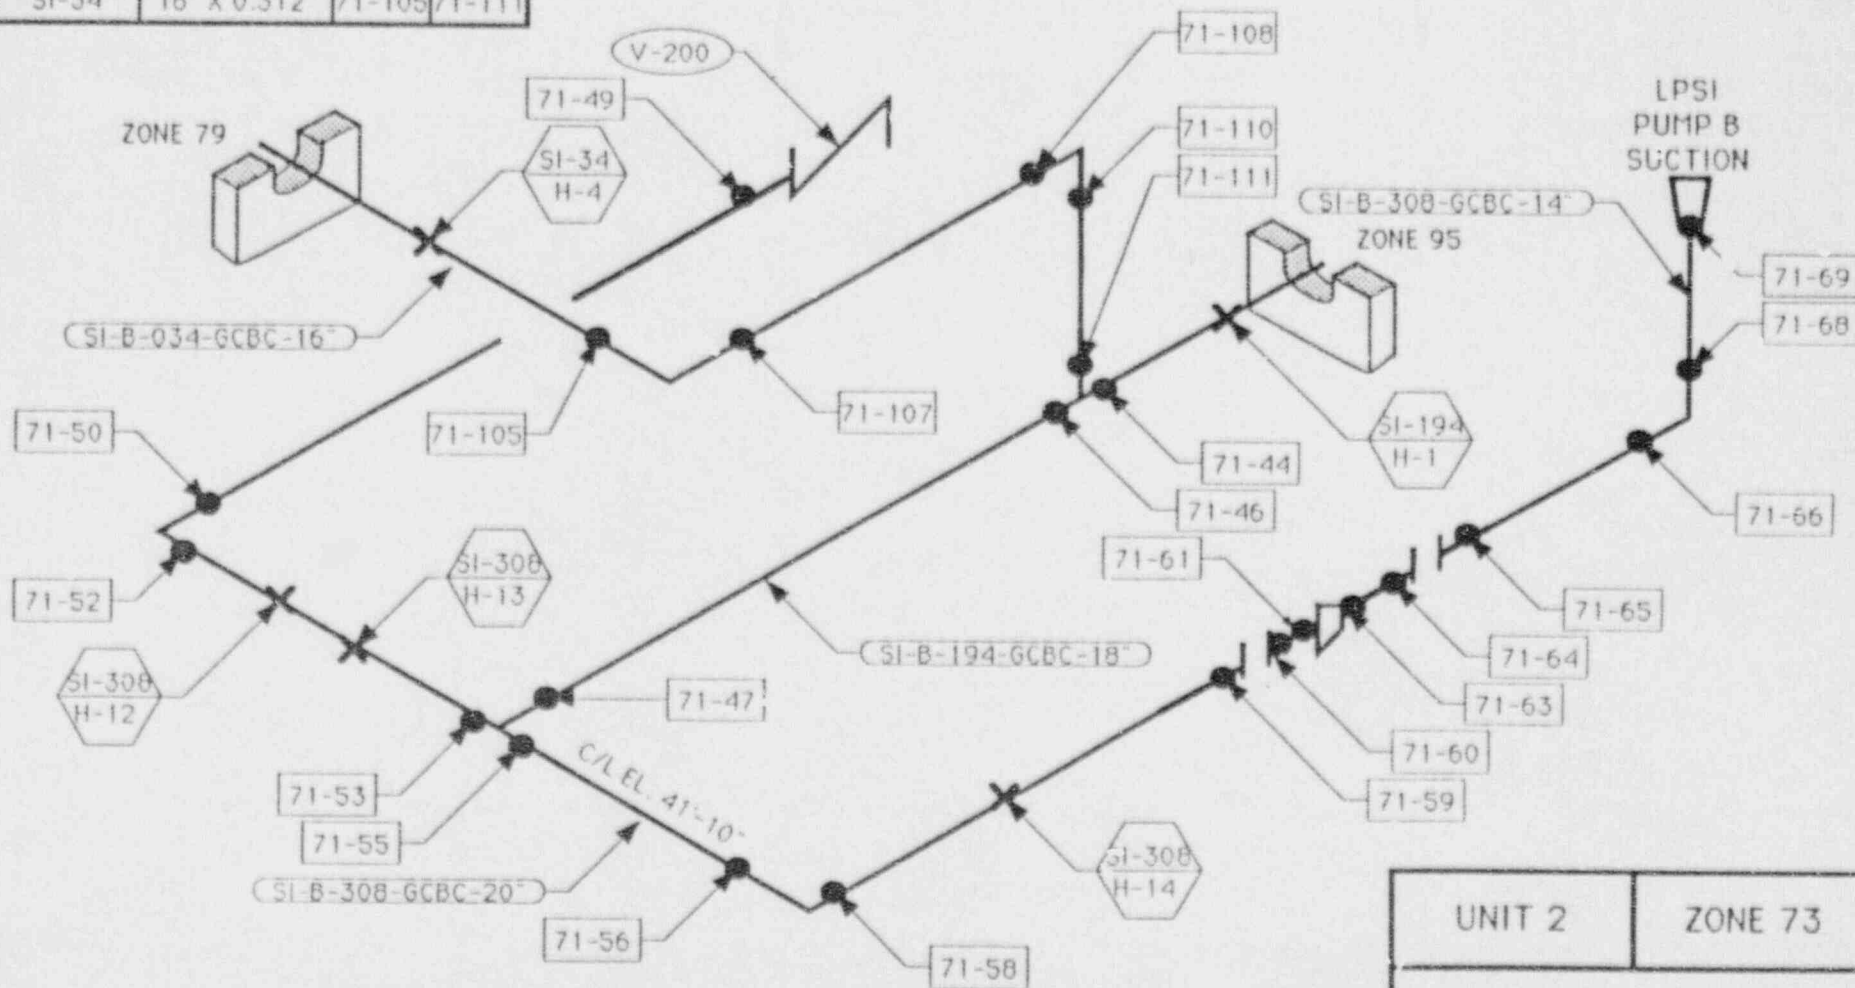 SI-34 16" X 0.312 71-105 71-111
V-200
71-108
71-49
ZONE 79
LPSI
PUMP B
SUCTION
71-110
SI-34
H-4
71-111
SI-B-308-GCBC-14"
ZONE 95
71-69
71-68
SI-B-034-GCBC-16"
71-50
71-105
71-107
SI-194
H-1
71-44
71-46
71-66
71-61
SI-308
H-13
71-52
71-65
SI-B-194-GCBC-18"
71-64
SI-308
H-12
71-47
71-63
71-60
C/L EL. 41'-10"
71-53
71-59
71-55
SI-308
H-14
SI-B-308-GCBC-20"
71-56
71-58
UNIT 2 ZONE 73